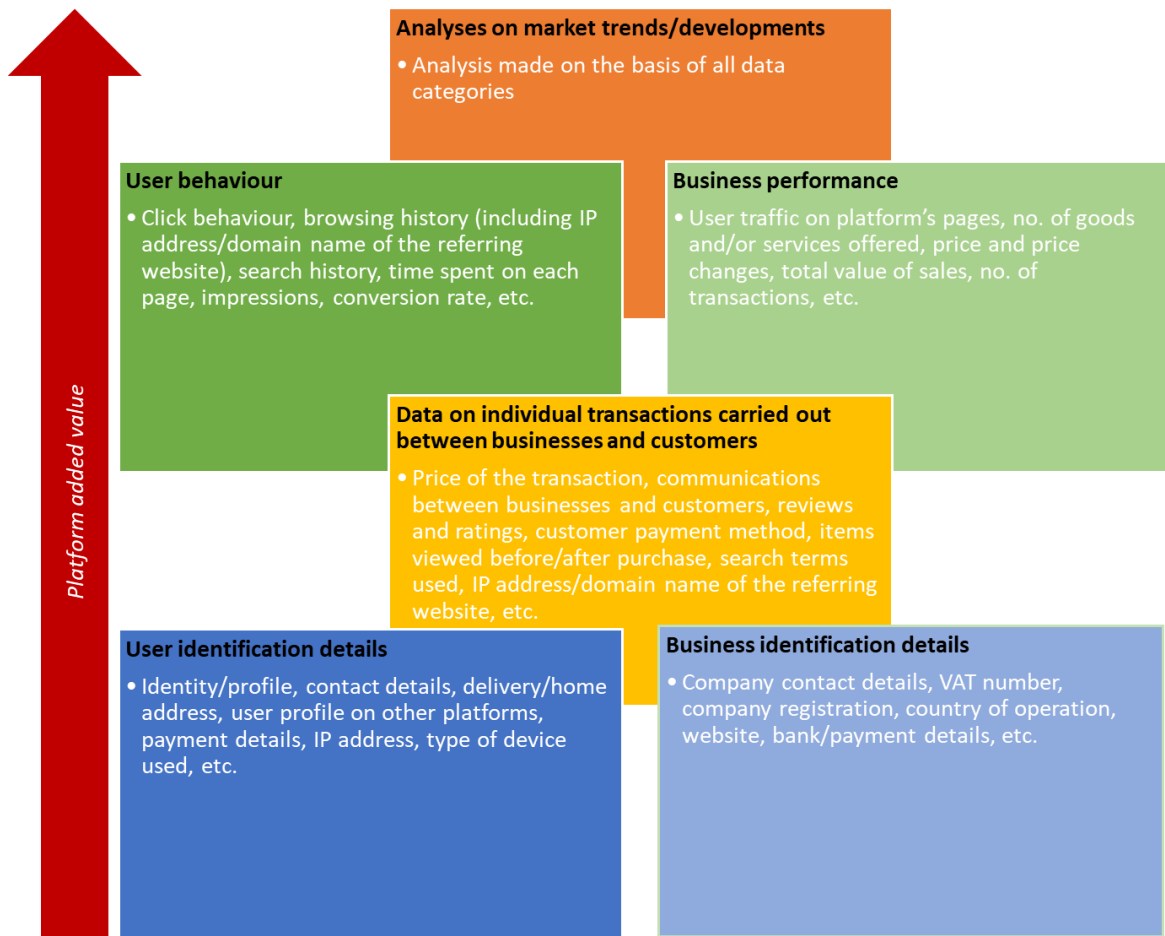 Analyses on market trends/developments
• Analysis made on the basis of all data
categories
User behaviour
• Click behaviour, browsing history (including IP
address/domain name of the referring
website), search history, time spent on each
page, impressions, conversion rate, etc.
Business performance
• User traffic on platform’s pages, no. of goods
and/or services offered, price and price
changes, total value of sales, no. of
transactions, etc.
Platform added value
Data on individual transactions carried out
between businesses and customers
• Price of the transaction, communications
between businesses and customers, reviews
and ratings, customer payment method, items
viewed before/after purchase, search terms
used, IP address/domain name of the referring
website, etc.
User identification details
• Identity/profile, contact details, delivery/home
address, user profile on other platforms,
payment details, IP address, type of device
used, etc.
Business identification details
• Company contact details, VAT number,
company registration, country of operation,
website, bank/payment details, etc.